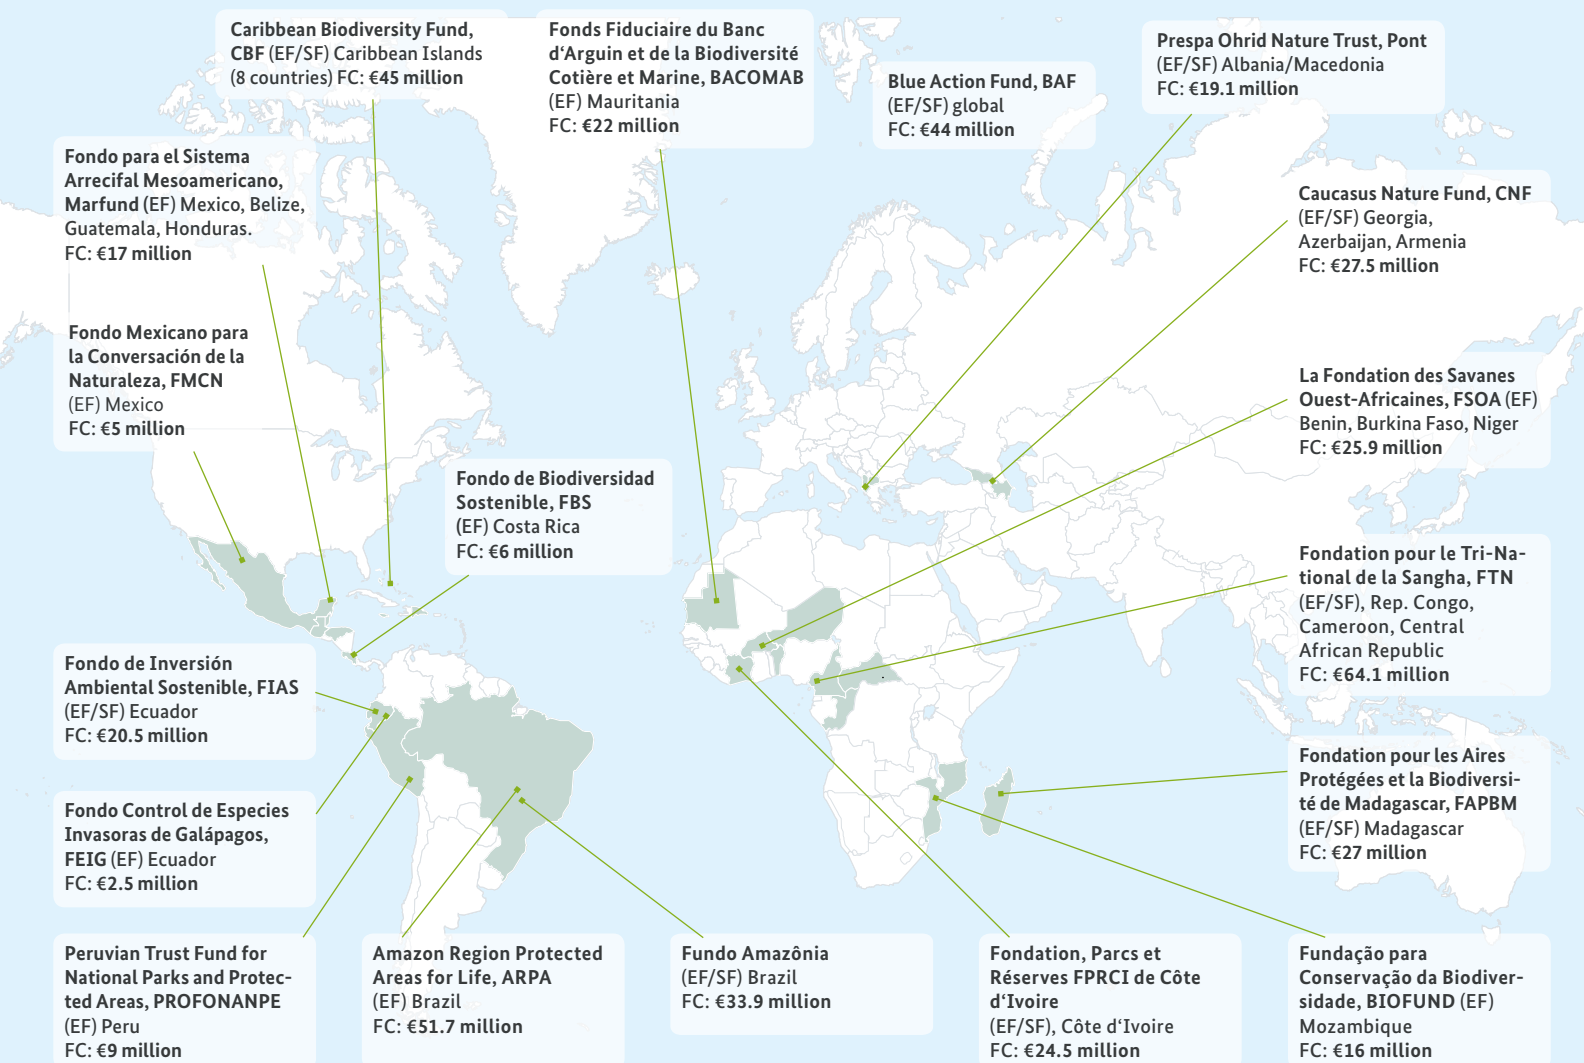 Caribbean Biodiversity Fund,
CBF (EF/SF) Caribbean Islands
(8 countries) FC: €45 million
Fonds Fiduciaire du Banc
d‘Arguin et de la Biodiversité
Cotière et Marine, BACOMAB
(EF) Mauritania
FC: €22 million
Blue Action Fund, BAF
(EF/SF) global
FC: €44 million
Prespa Ohrid Nature Trust, Pont
(EF/SF) Albania/Macedonia
FC: €19.1 million
Fondo para el Sistema
Arrecifal Mesoamericano,
Marfund (EF) Mexico, Belize,
Guatemala, Honduras.
FC: €17 million
Caucasus Nature Fund, CNF
(EF/SF) Georgia,
Azerbaijan, Armenia
FC: €27.5 million
Fondo Mexicano para
la Conversación de la
Naturaleza, FMCN
(EF) Mexico
FC: €5 million
La Fondation des Savanes
Ouest-Africaines, FSOA (EF)
Benin, Burkina Faso, Niger
FC: €25.9 million
Fondo de Biodiversidad
Sostenible, FBS
(EF) Costa Rica
FC: €6 million
Fondation pour le Tri-Na-
tional de la Sangha, FTN
(EF/SF), Rep. Congo,
Cameroon, Central
African Republic
FC: €64.1 million
Fondo de Inversión
Ambiental Sostenible, FIAS
(EF/SF) Ecuador
FC: €20.5 million
Fondation pour les Aires
Protégées et la Biodiversi-
té de Madagascar, FAPBM
(EF/SF) Madagascar
FC: €27 million
Fondo Control de Especies
Invasoras de Galápagos,
FEIG (EF) Ecuador
FC: €2.5 million
Peruvian Trust Fund for
National Parks and Protec-
ted Areas, PROFONANPE
(EF) Peru
FC: €9 million
Amazon Region Protected
Areas for Life, ARPA
(EF) Brazil
FC: €51.7 million
Fundo Amazônia
(EF/SF) Brazil
FC: €33.9 million
Fondation, Parcs et
Réserves FPRCI de Côte
d‘Ivoire
(EF/SF), Côte d‘Ivoire
FC: €24.5 million
Fundação para
Conservação da Biodiver-
sidade, BIOFUND (EF)
Mozambique
FC: €16 million